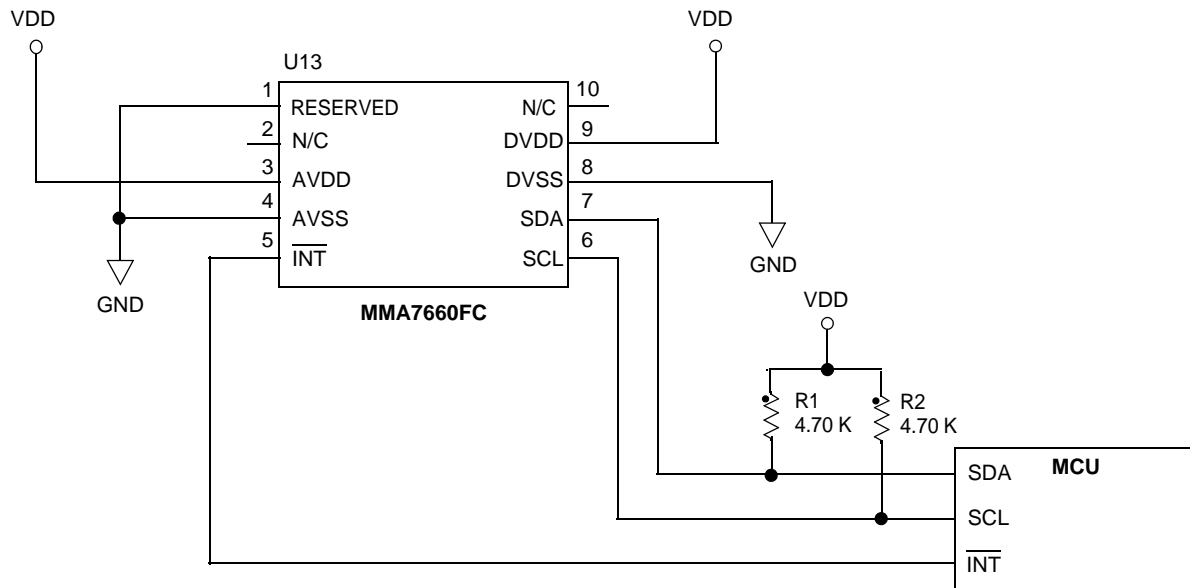 VDD
VDD
U13
1
RESERVED
N/C
10
2
N/C
DVDD
9
3
AVDD
DVSS
8
4
AVSS
SDA
7
5
INT
SCL
6
GND
MMA7660FC
GND
VDD
R1
4.70 K
R2
4.70 K
MCU
SDA
SCL
INT